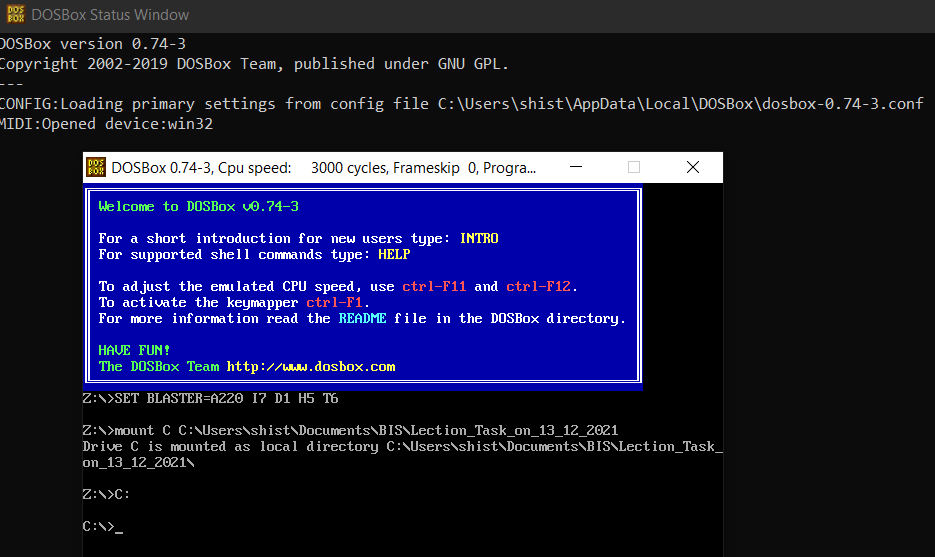 DOSBox Status Window
DOSBox version 0.74-3
Copyright 2002-2019 DOSBox Team, published under GNU GPL.
---
CONFIG:Loading primary settings from config file C:\Users\shist\AppData\Local\DOSBox\dosbox-0.74-3.conf
MIDI:Opened device:win32
DOSBox 0.74-3, Cpu speed: 3000 cycles, Frameskip 0, Progra...
Welcome to DOSBox v0.74-3
For a short introduction for new users type: INTRO
For supported shell commands type: HELP
To adjust the emulated CPU speed, use ctrl-F11 and ctrl-F12.
To activate the keymapper ctrl-F1.
For more information read the README file in the DOSBox directory.
HAVE FUN!
The DOSBox Team http://www.dosbox.com
Z:\>SET BLASTER=A220 I7 D1 H5 T6
Z:\>mount C C:\Users\shist\Documents\BIS\Lection_Task_on_13_12_2021
Drive C is mounted as local directory C:\Users\shist\Documents\BIS\Lection_Task_
on_13_12_2021\
Z:\>C:
C:\>_